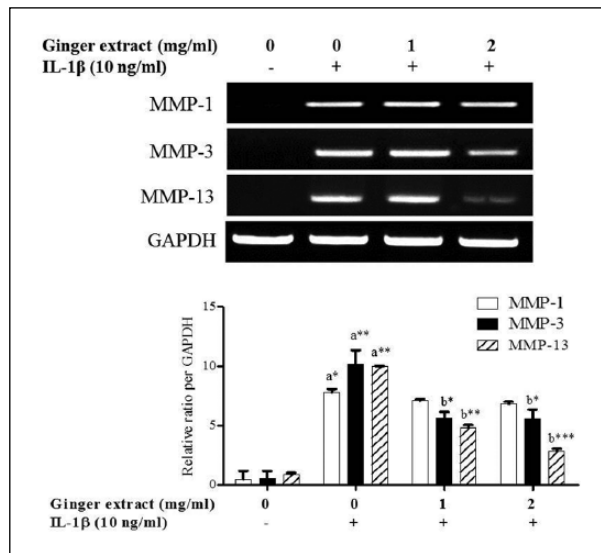 Ginger extract (mg/ml) 0 0 1 2
IL-1β (10 ng/ml) - + + +
MMP-1
MMP-3
MMP-13
GAPDH
Relative ratio per GAPDH
15
10
5
0
MMP-1
MMP-3
MMP-13
a* a** a** b* b** b* b***
Ginger extract (mg/ml) 0 0 1 2
IL-1β (10 ng/ml) - + + +